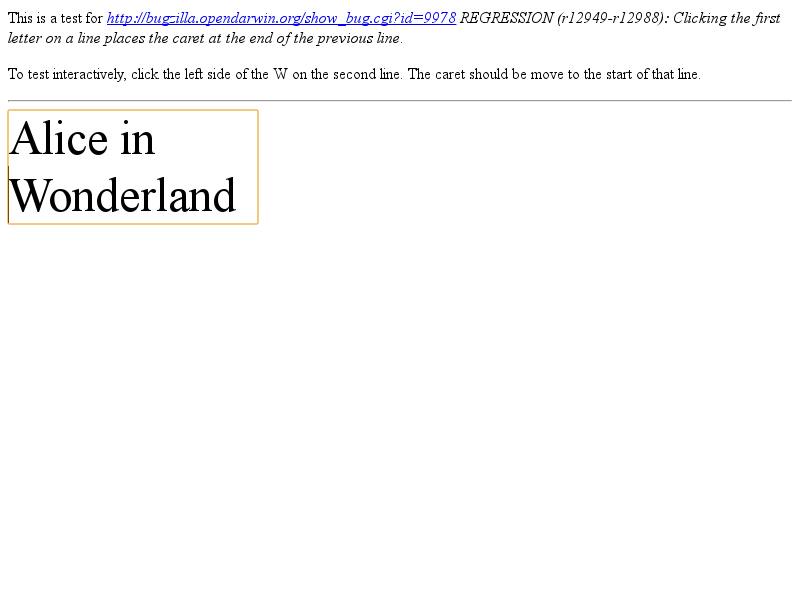 This is a test for http://bugzilla.opendarwin.org/show_bug.cgi?id=9978 REGRESSION (r12949-r12988): Clicking the first
letter on a line places the caret at the end of the previous line.
To test interactively, click the left side of the W on the second line. The caret should be move to the start of that line.
Alice in
Wonderland